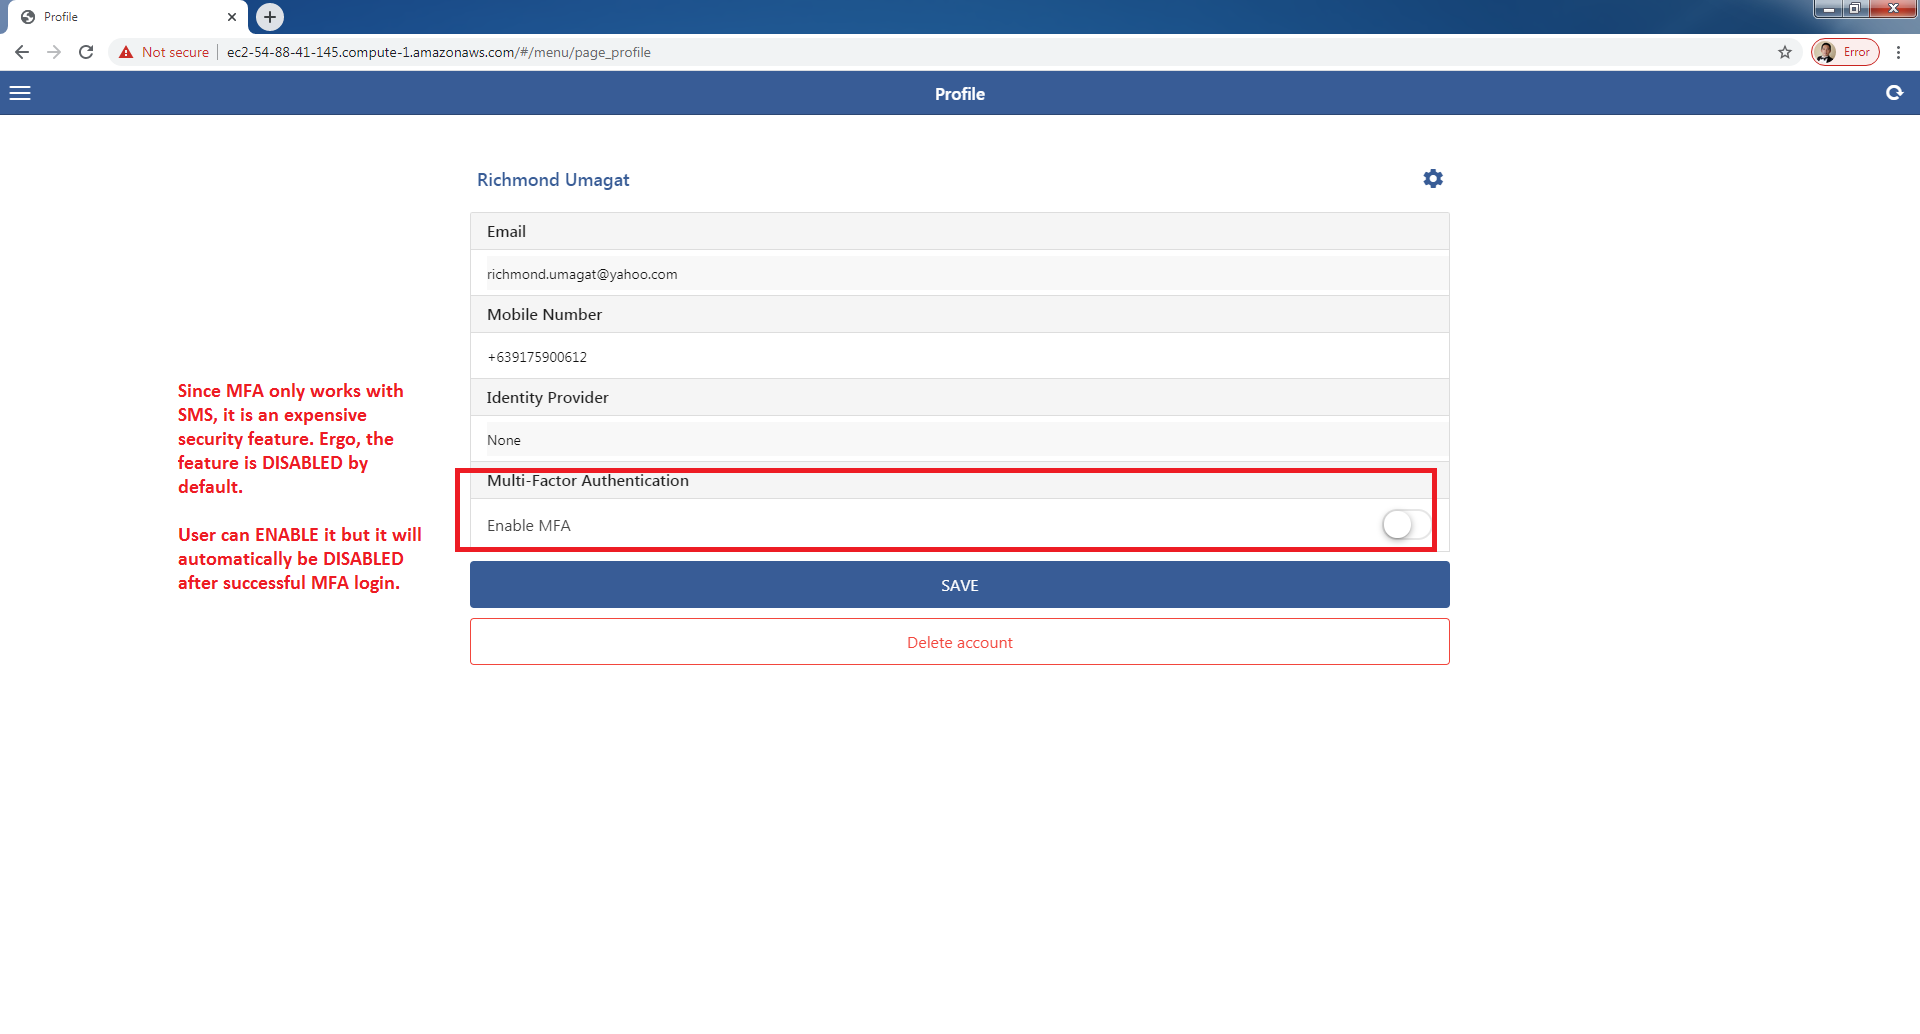 Profile
Not secure
ec2-54-88-41-145.compute-1.amazonaws.com/#/menu/page_profile
Error
Profile
Richmond Umagat
Email
richmond.umagat@yahoo.com
Mobile Number
+639175900612
Identity Provider
None
Multi-Factor Authentication
Enable MFA
SAVE
Delete account
Since MFA only works with
SMS, it is an expensive
security feature. Ergo, the
feature is DISABLED by
default.
User can ENABLE it but it will
automatically be DISABLED
after successful MFA login.